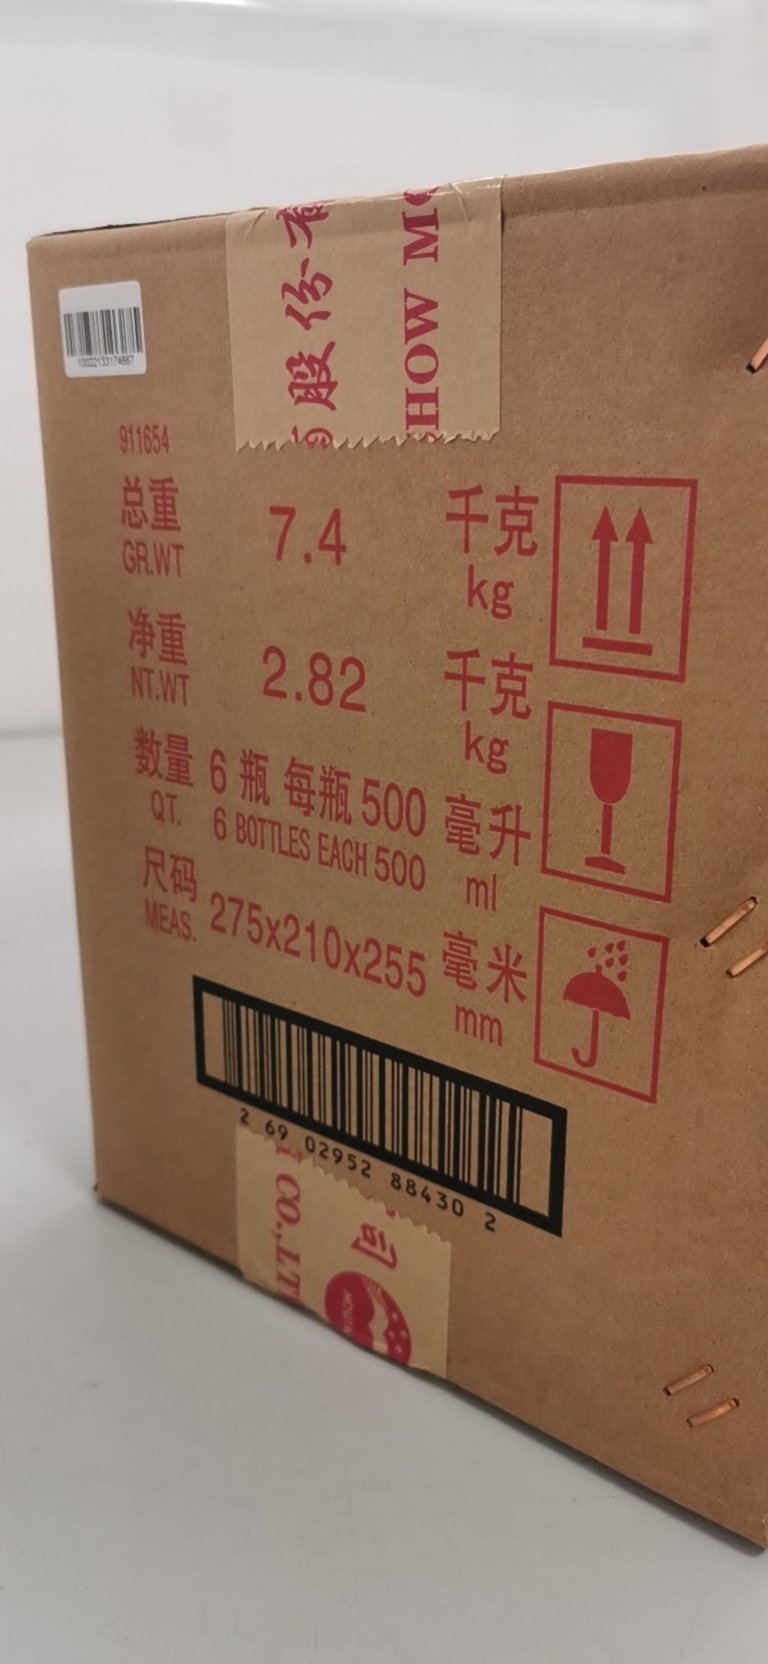 股份有
HOW MO
10022133174667
911654
总重 7.4 千克
GR.WT kg
净重 2.82 千克
NT.WT kg
数量 6 瓶 每瓶 500 毫升
QT. 6 BOTTLES EACH 500 ml
尺码 275x210x255 毫米
MEAS. mm
2 69 02952 88430 2
CO.,LT
MOUTA